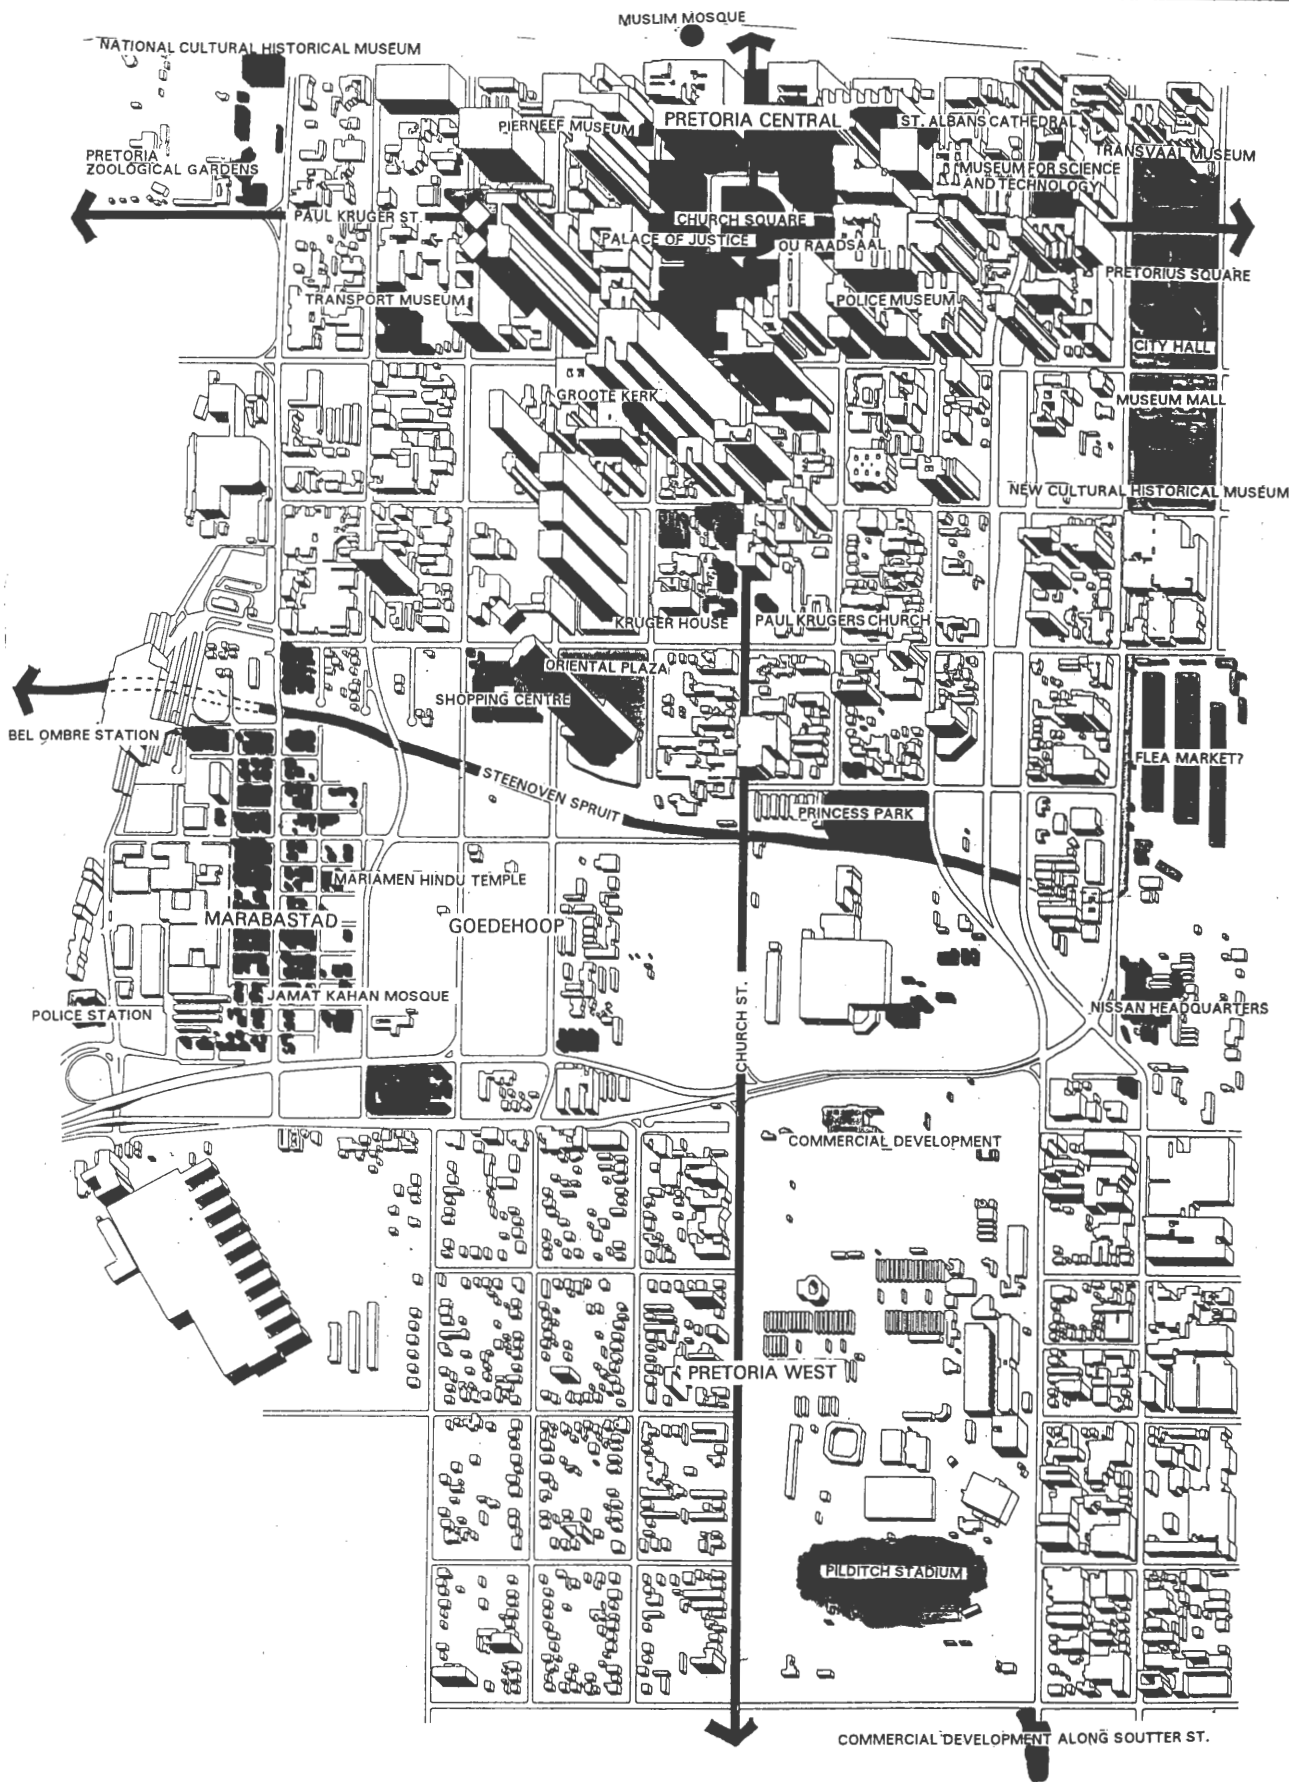 MUSLIM MOSQUE
NATIONAL CULTURAL HISTORICAL MUSEUM
PIERNEEF MUSEUM
PRETORIA CENTRAL
ST. ALBANS CATHEDRAL
TRANSVAAL MUSEUM
PRETORIA
ZOOLOGICAL GARDENS
MUSEUM FOR SCIENCE
AND TECHNOLOGY
PAUL KRUGER ST.
CHURCH SQUARE
PALACE OF JUSTICE
OU RAADSAAL
PRETORIUS SQUARE
TRANSPORT MUSEUM
POLICE MUSEUM
CITY HALL
GROOTE KERK
MUSEUM MALL
NEW CULTURAL HISTORICAL MUSEUM
KRUGER HOUSE
PAUL KRUGERS CHURCH
ORIENTAL PLAZA
SHOPPING CENTRE
BEL OMBRE STATION
FLEA MARKET?
STEENOVEN SPRUIT
PRINCESS PARK
MARIAMEN HINDU TEMPLE
MARABASTAD
GOEDEHOOP
JAMAT KAHAN MOSQUE
POLICE STATION
CHURCH ST.
NISSAN HEADQUARTERS
COMMERCIAL DEVELOPMENT
PRETORIA WEST
PILDITCH STADIUM
COMMERCIAL DEVELOPMENT ALONG SOUTTER ST.